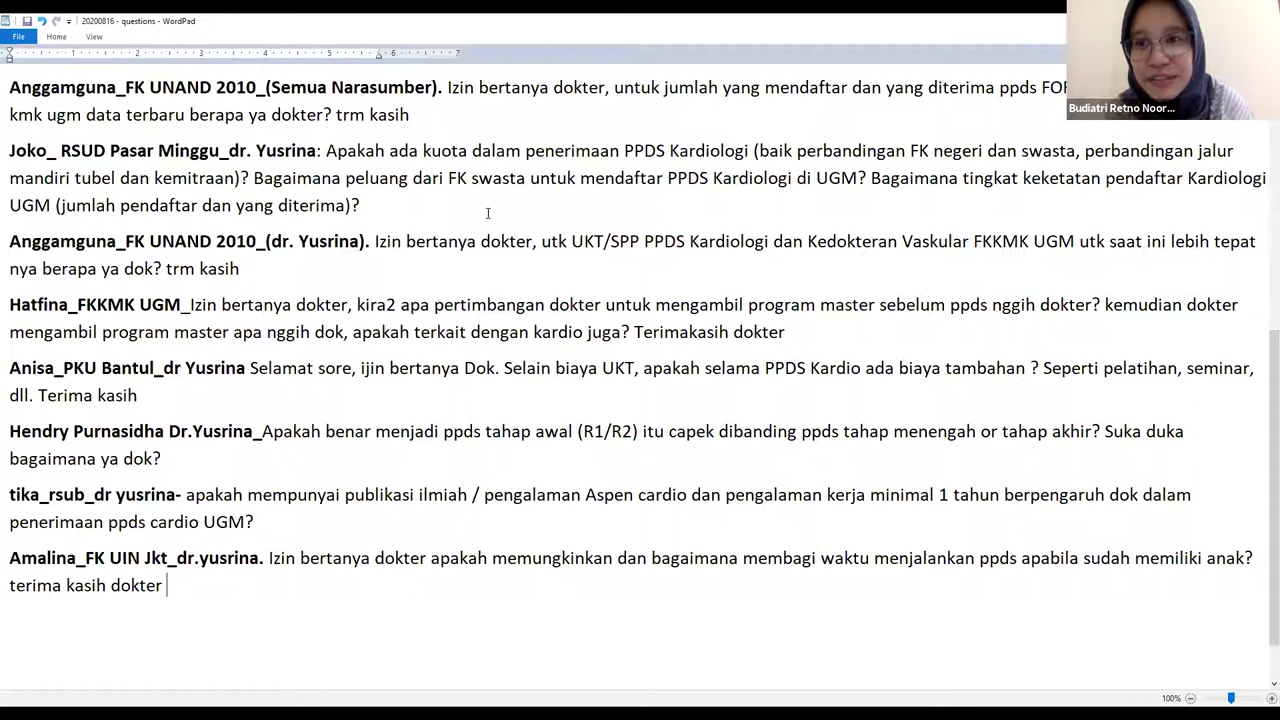 20200816 - questions - WordPad
File Home View
1 2 3 4 5 6 7
Anggamguna_FK UNAND 2010_(Semua Narasumber). Izin bertanya dokter, untuk jumlah yang mendaftar dan yang diterima ppds
kmk ugm data terbaru berapa ya dokter? trm kasih
Joko_ RSUD Pasar Minggu_dr. Yusrina: Apakah ada kuota dalam penerimaan PPDS Kardiologi (baik perbandingan FK negeri dan swasta, perbandingan jalur
mandiri tubel dan kemitraan)? Bagaimana peluang dari FK swasta untuk mendaftar PPDS Kardiologi di UGM? Bagaimana tingkat keketatan pendaftar Kardiologi
UGM (jumlah pendaftar dan yang diterima)?
Anggamguna_FK UNAND 2010_(dr. Yusrina). Izin bertanya dokter, utk UKT/SPP PPDS Kardiologi dan Kedokteran Vaskular FKKMK UGM utk saat ini lebih tepat
nya berapa ya dok? trm kasih
Hatfina_FKKMK UGM_Izin bertanya dokter, kira2 apa pertimbangan dokter untuk mengambil program master sebelum ppds nggih dokter? kemudian dokter
mengambil program master apa nggih dok, apakah terkait dengan kardio juga? Terimakasih dokter
Anisa_PKU Bantul_dr Yusrina Selamat sore, ijin bertanya Dok. Selain biaya UKT, apakah selama PPDS Kardio ada biaya tambahan ? Seperti pelatihan, seminar,
dll. Terima kasih
Hendry Purnasidha Dr.Yusrina_Apakah benar menjadi ppds tahap awal (R1/R2) itu capek dibanding ppds tahap menengah or tahap akhir? Suka duka
bagaimana ya dok?
tika_rsub_dr yusrina- apakah mempunyai publikasi ilmiah / pengalaman Aspen cardio dan pengalaman kerja minimal 1 tahun berpengaruh dok dalam
penerimaan ppds cardio UGM?
Amalina_FK UIN Jkt_dr.yusrina. Izin bertanya dokter apakah memungkinkan dan bagaimana membagi waktu menjalankan ppds apabila sudah memiliki anak?
terima kasih dokter
Budiatri Retno Noor...
100%